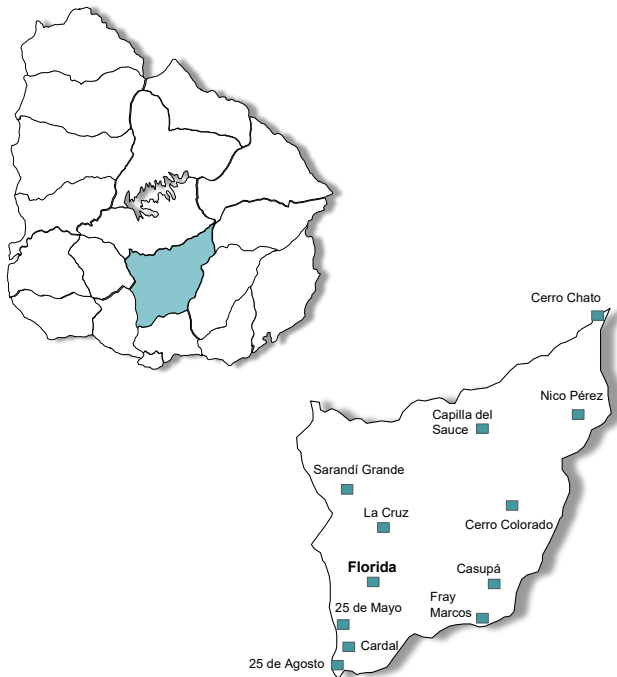 Cerro Chato
Nico Pérez
Capilla del
Sauce
Sarandí Grande
La Cruz
Cerro Colorado
Florida
Casupá
Fray
Marcos
25 de Mayo
Cardal
25 de Agosto